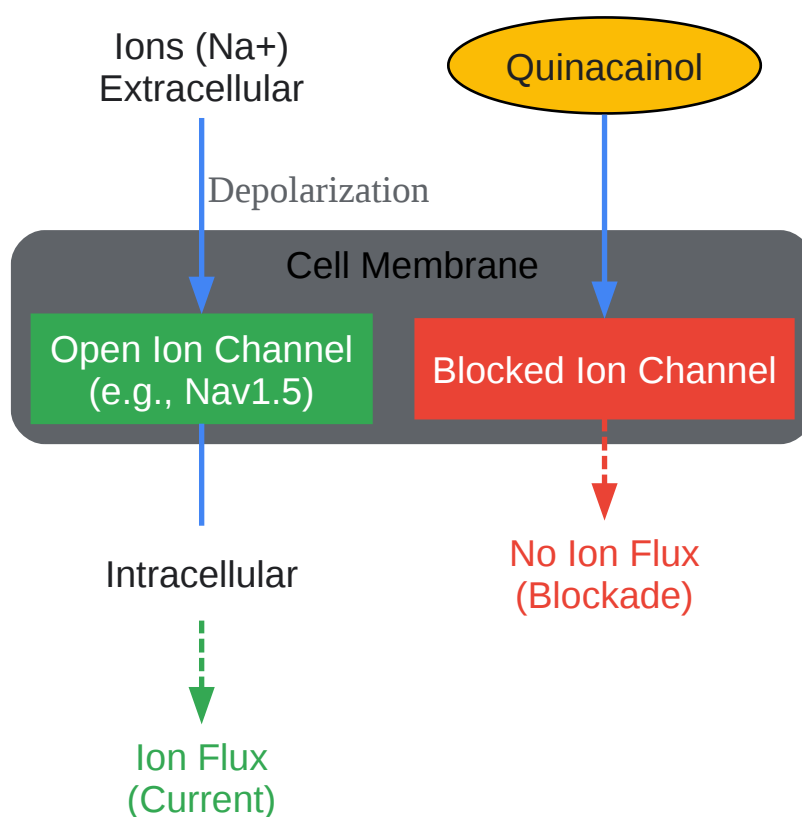 Ions (Na+)
Extracellular
Quinacainol
Depolarization
Cell Membrane
Open Ion Channel
(e.g., Nav1.5)
Blocked Ion Channel
Intracellular
No Ion Flux
(Blockade)
Ion Flux
(Current)